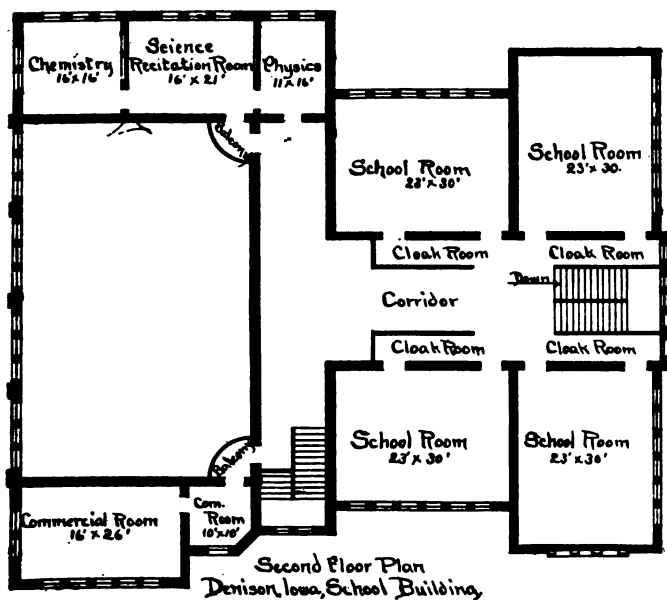 Chemistry
16'x16'
Science
Recitation Room
16' x 21'
Physics
11 x 16'
Balcony
School Room
23'x 30'
School Room
23'x 30.
Cloak Room
Cloak Room
Down
Corridor
Cloak Room
Cloak Room
School Room
23' x 30'
School Room
23' x 30'
Balcony
Commercial Room
16' x 26'
Com.
Room
10'x10'
Second Floor Plan
Denison, Iowa, School Building,